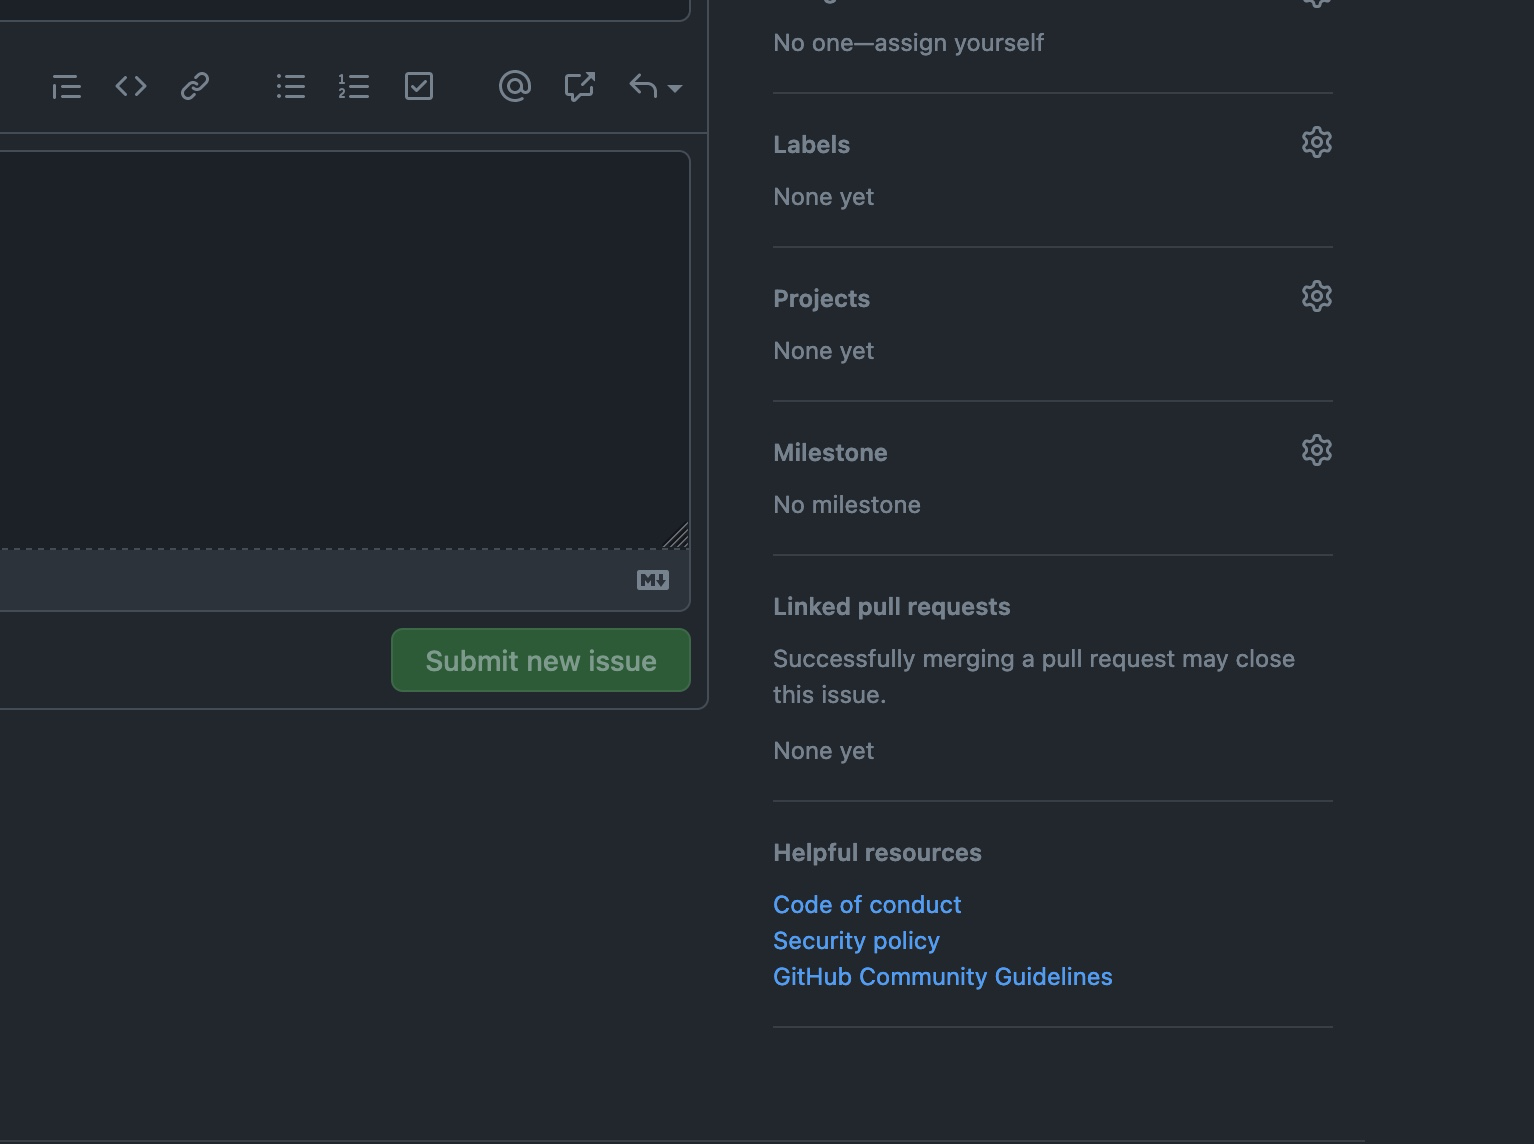 No one—assign yourself
Labels
None yet
Projects
None yet
Milestone
No milestone
M
Submit new issue
Linked pull requests
Successfully merging a pull request may close
this issue.
None yet
Helpful resources
Code of conduct
Security policy
GitHub Community Guidelines